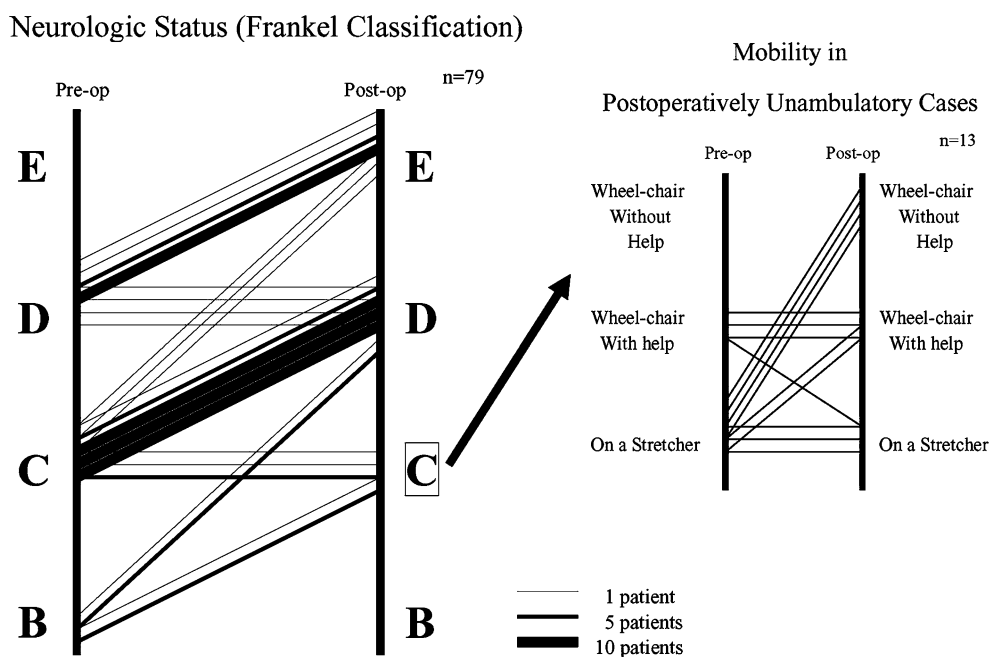 Neurologic Status (Frankel Classification)
n=79
Pre-op
Post-op
E
E
D
D
C
C
B
B
Mobility in
Postoperatively Unambulatory Cases
n=13
Pre-op
Post-op
Wheel-chair
Without
Help
Wheel-chair
Without
Help
Wheel-chair
With help
Wheel-chair
With help
On a Stretcher
On a Stretcher
1 patient
5 patients
10 patients